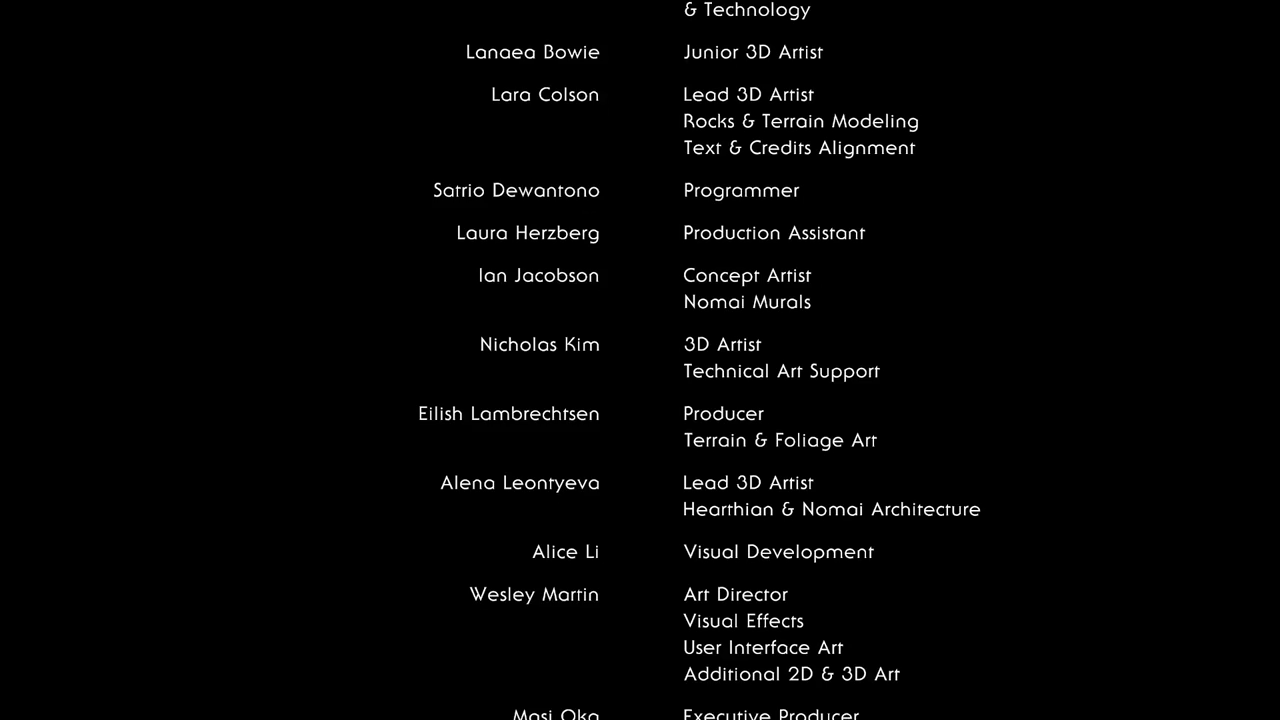 & Technology
Lanaea Bowie Junior 3D Artist
Lara Colson Lead 3D Artist
Rocks & Terrain Modeling
Text & Credits Alignment
Satrio Dewantono Programmer
Laura Herzberg Production Assistant
Ian Jacobson Concept Artist
Nomai Murals
Nicholas Kim 3D Artist
Technical Art Support
Eilish Lambrechtsen Producer
Terrain & Foliage Art
Alena Leontyeva Lead 3D Artist
Hearthian & Nomai Architecture
Alice Li Visual Development
Wesley Martin Art Director
Visual Effects
User Interface Art
Additional 2D & 3D Art
Masi Oka Executive Producer